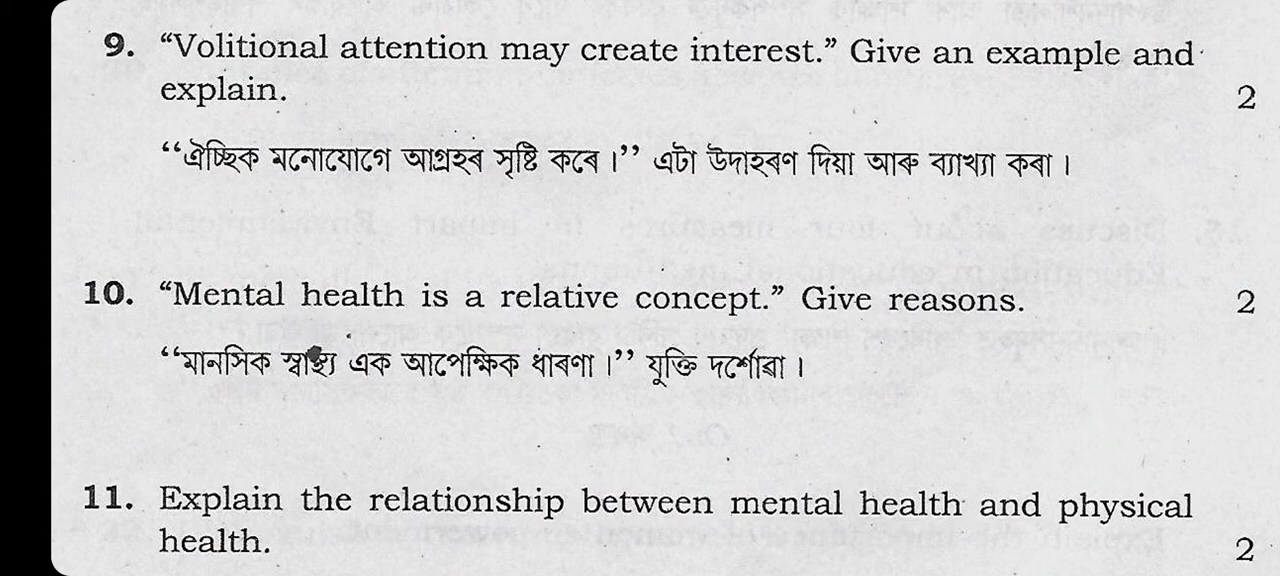 9. “Volitional attention may create interest.” Give an example and
explain. 2
‘‘ঐচ্ছিক মনোযোগে আগ্ৰহৰ সৃষ্টি কৰে।’’ এটা উদাহৰণ দিয়া আৰু ব্যাখ্যা কৰা।
10. “Mental health is a relative concept.” Give reasons. 2
‘‘মানসিক স্বাস্থ্য এক আপেক্ষিক ধাৰণা।’’ যুক্তি দৰ্শোৱা।
11. Explain the relationship between mental health and physical
health. 2